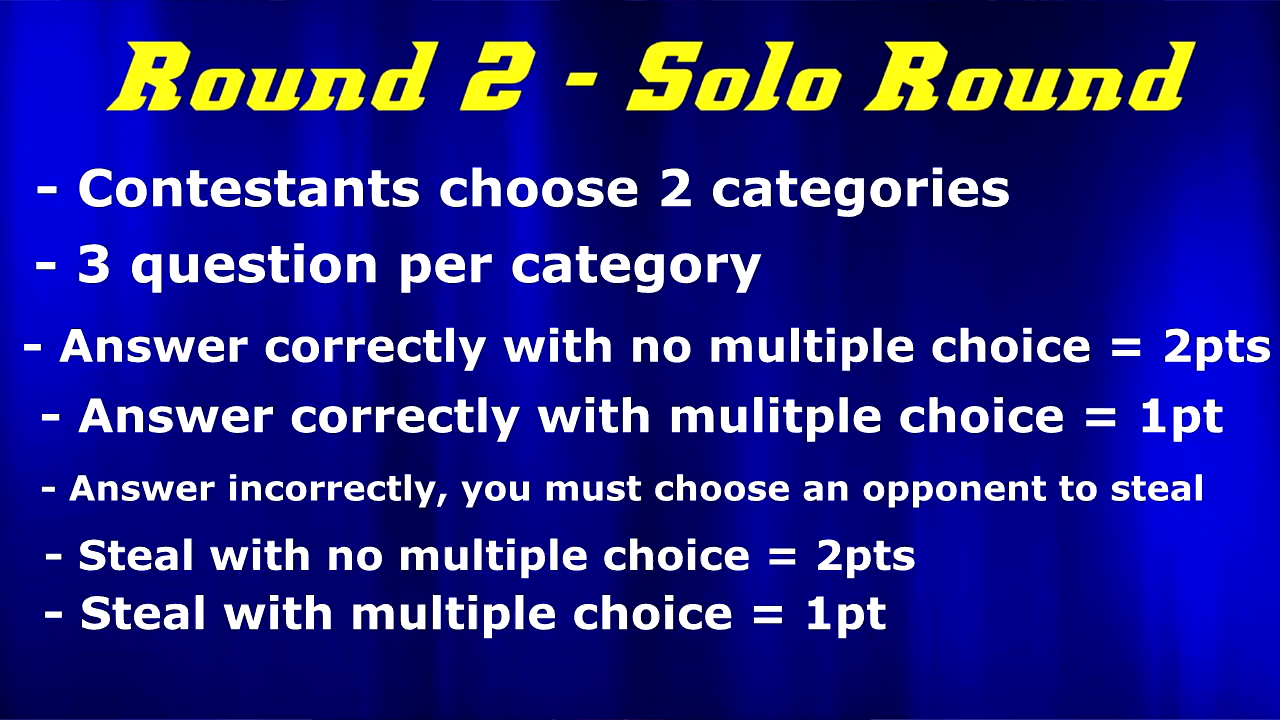 Round 2 - Solo Round
- Contestants choose 2 categories
- 3 question per category
- Answer correctly with no multiple choice = 2pts
- Answer correctly with mulitple choice = 1pt
- Answer incorrectly, you must choose an opponent to steal
- Steal with no multiple choice = 2pts
- Steal with multiple choice = 1pt